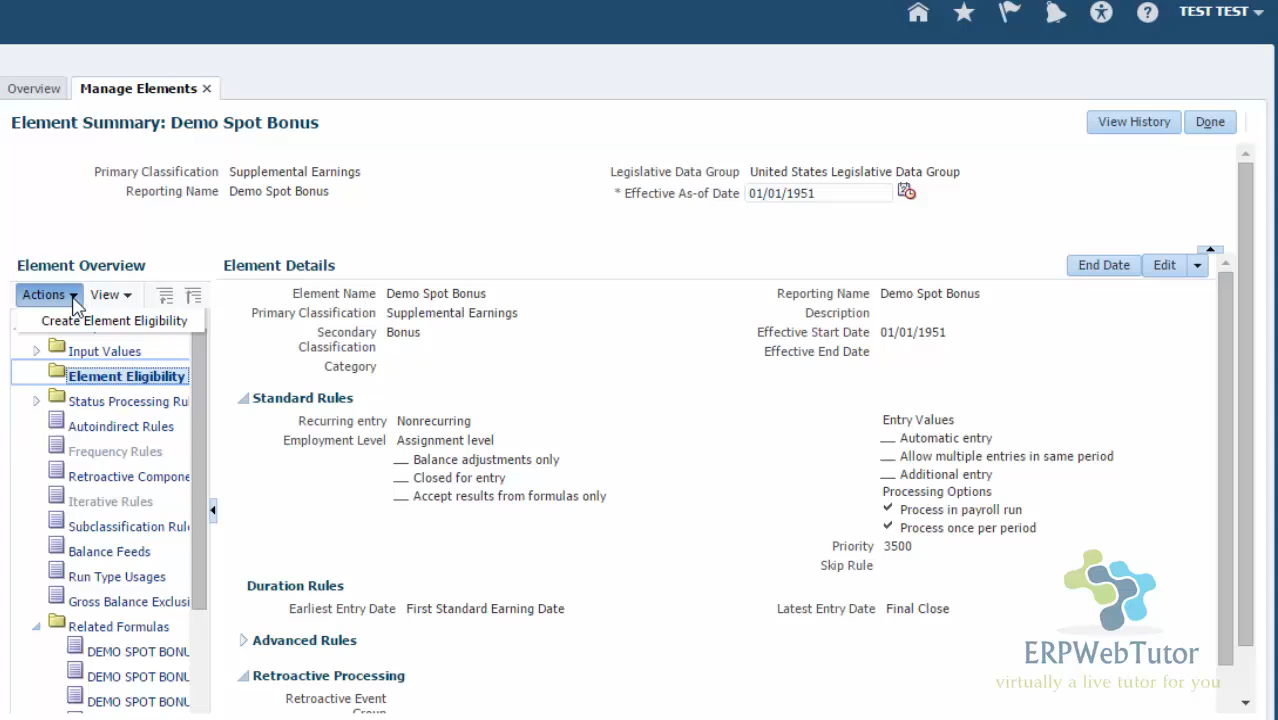 TEST TEST
Overview
Manage Elements ×
Element Summary: Demo Spot Bonus
View History
Done
Primary Classification Supplemental Earnings
Reporting Name Demo Spot Bonus
Legislative Data Group United States Legislative Data Group
* Effective As-of Date 01/01/1951
Element Overview
Actions
View
Create Element Eligibility
Input Values
Element Eligibility
Status Processing Ru
Autoindirect Rules
Frequency Rules
Retroactive Compone
Iterative Rules
Subclassification Rul
Balance Feeds
Run Type Usages
Gross Balance Exclusi
Related Formulas
DEMO SPOT BONU
DEMO SPOT BONU
DEMO SPOT BONU
Element Details
End Date
Edit
Element Name Demo Spot Bonus
Primary Classification Supplemental Earnings
Secondary Bonus
Classification
Category
Reporting Name Demo Spot Bonus
Description
Effective Start Date 01/01/1951
Effective End Date
Standard Rules
Recurring entry Nonrecurring
Employment Level Assignment level
Balance adjustments only
Closed for entry
Accept results from formulas only
Entry Values
Automatic entry
Allow multiple entries in same period
Additional entry
Processing Options
Process in payroll run
Process once per period
Priority 3500
Skip Rule
Duration Rules
Earliest Entry Date First Standard Earning Date
Latest Entry Date Final Close
Advanced Rules
Retroactive Processing
Retroactive Event
ERPWebTutor
virtually a live tutor for you